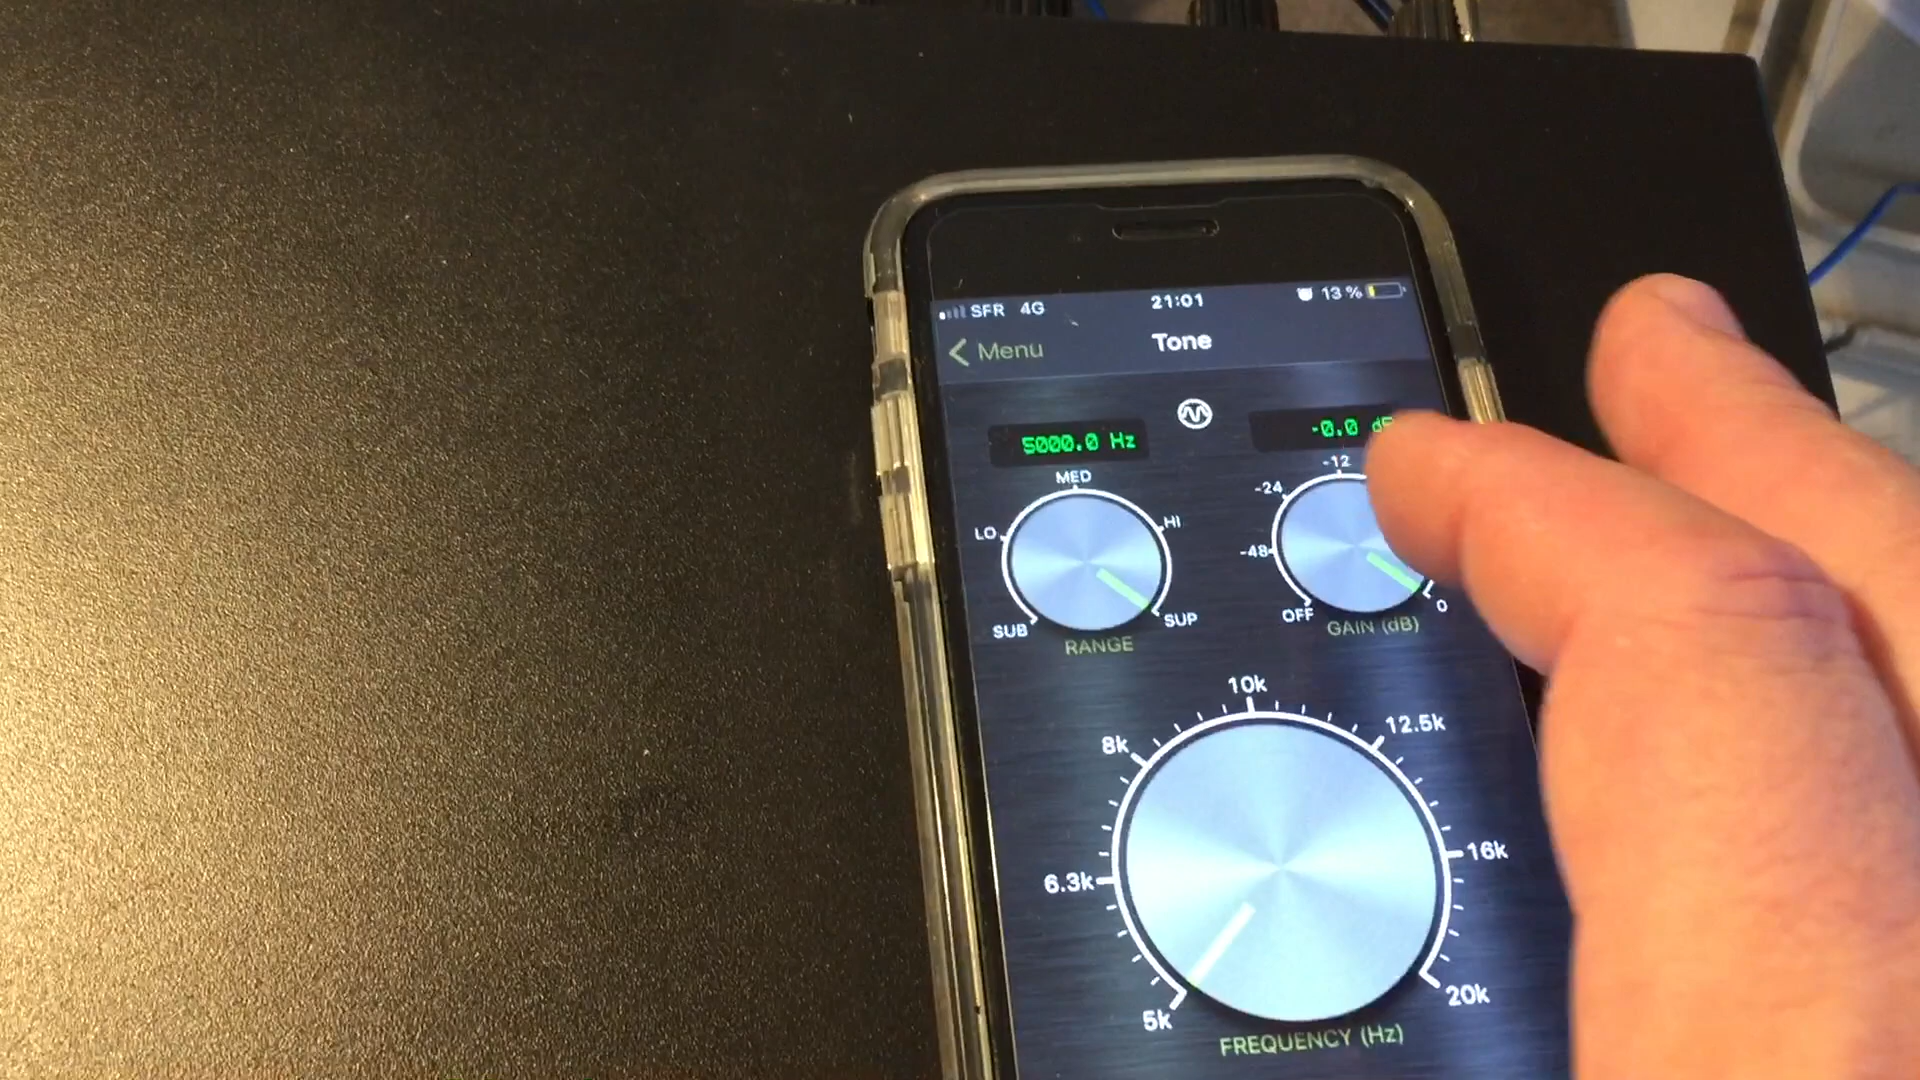 SFR 4G 21:01 13 %
Menu Tone
5000.0 Hz -0.0 dB
MED -12
LO HI -24
-48
SUB SUP OFF 0
RANGE GAIN (dB)
10k
8k 12.5k
6.3k 16k
5k 20k
FREQUENCY (Hz)